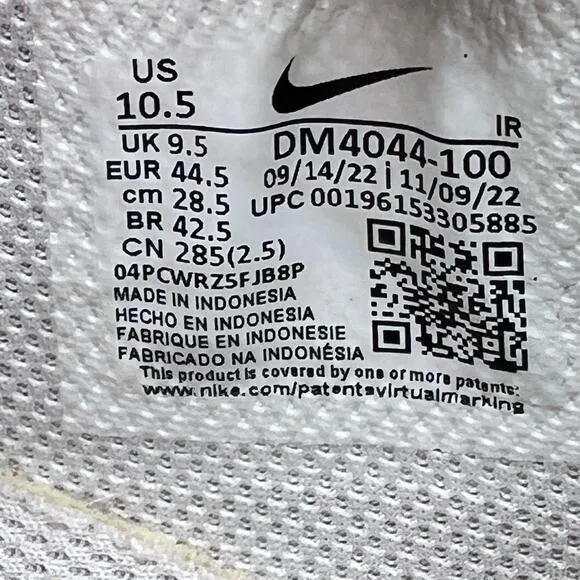 US
10.5
IR
UK 9.5
DM4044-100
EUR 44.5
09/14/22 | 11/09/22
cm 28.5
UPC 00196153305885
BR 42.5
CN 285(2.5)
04PCWRZ5FJB8P
MADE IN INDONESIA
HECHO EN INDONESIA
FABRIQUE EN INDONESIE
FABRICADO NA INDONÉSIA
This product is covered by one or more patents:
www.nike.com/patentsvirtualmarking